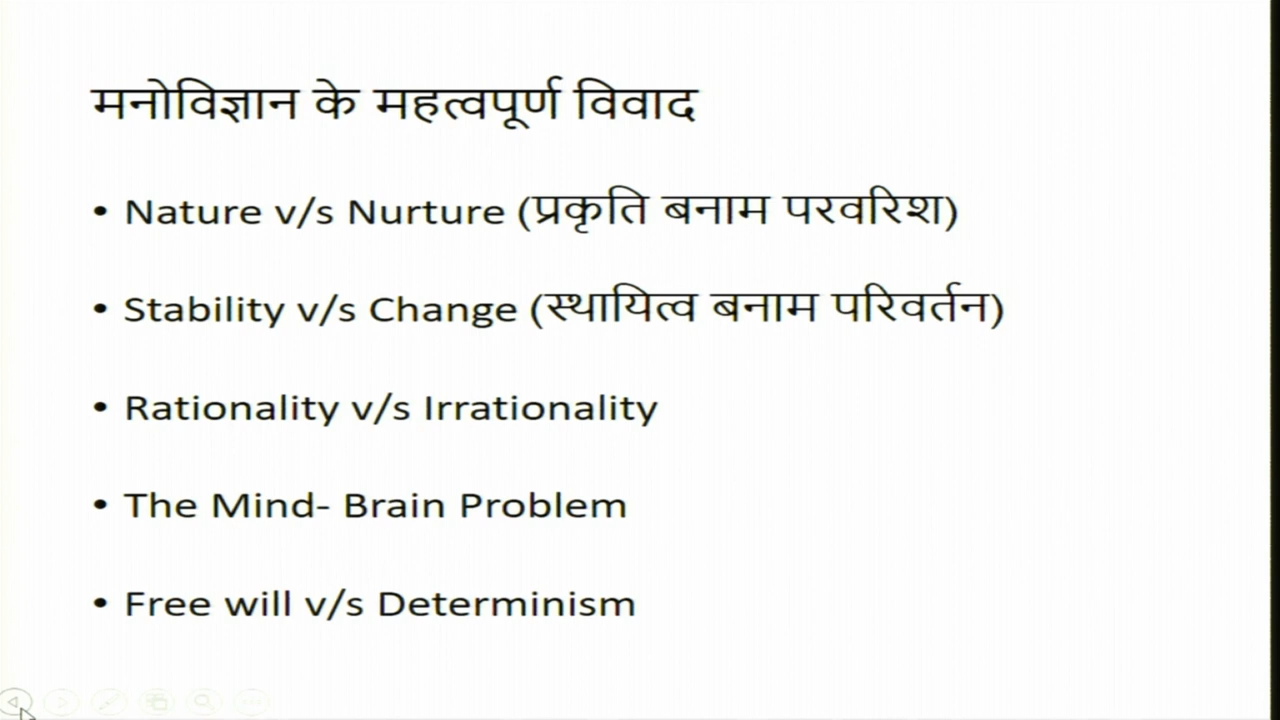 मनोविज्ञान के महत्वपूर्ण विवाद
• Nature v/s Nurture (प्रकृति बनाम परवरिश)
• Stability v/s Change (स्थायित्व बनाम परिवर्तन)
• Rationality v/s Irrationality
• The Mind- Brain Problem
• Free will v/s Determinism